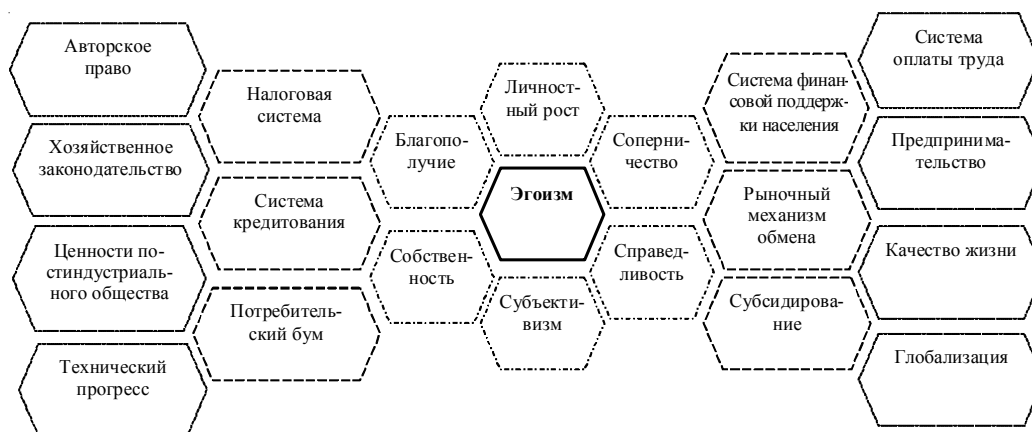 Авторское
право
Хозяйственное
законодательство
Ценности по-
стиндустриаль-
ного общества
Технический
прогресс
Налоговая
система
Система
кредитования
Потребитель-
ский бум
Благопо-
лучие
Собствен-
ность
Личност-
ный рост
Эгоизм
Субъекти-
визм
Соперни-
чество
Справед-
ливость
Система финан-
совой поддерж-
ки населения
Рыночный
механизм
обмена
Субсидирова-
ние
Система
оплаты труда
Предпринима-
тельство
Качество жизни
Глобализация